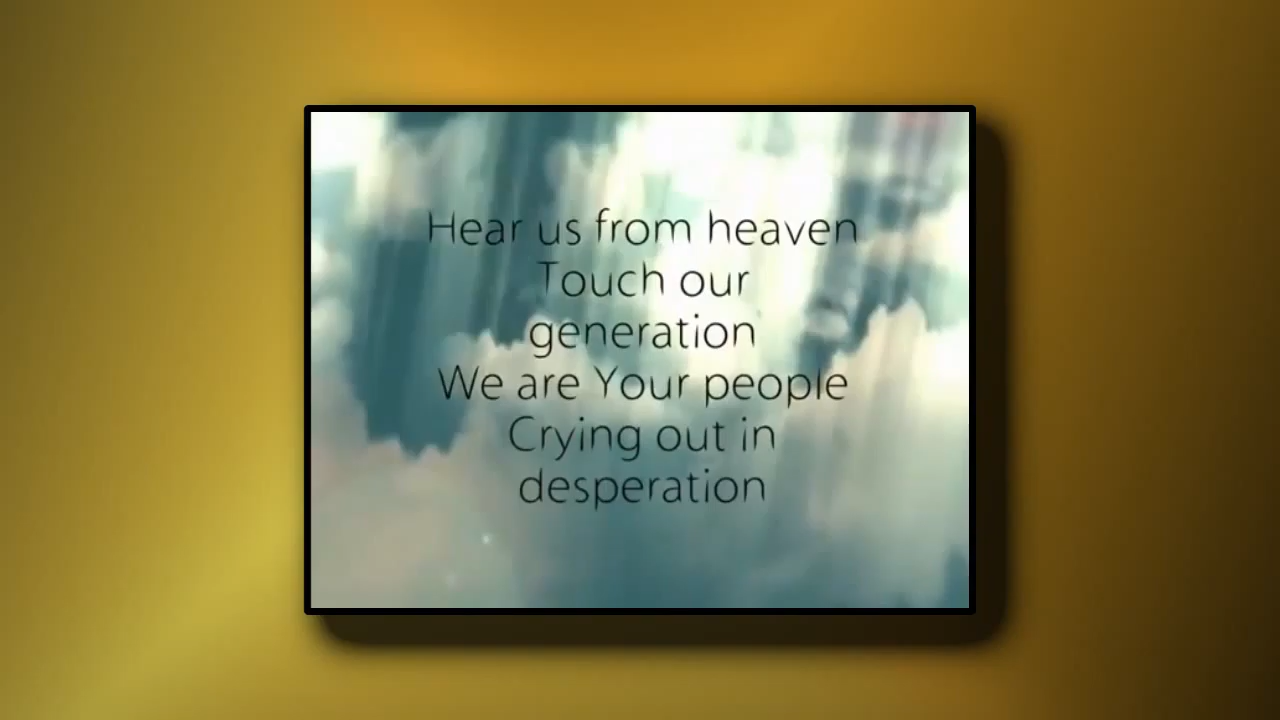 Hear us from heaven
Touch our
generation
We are Your people
Crying out in
desperation